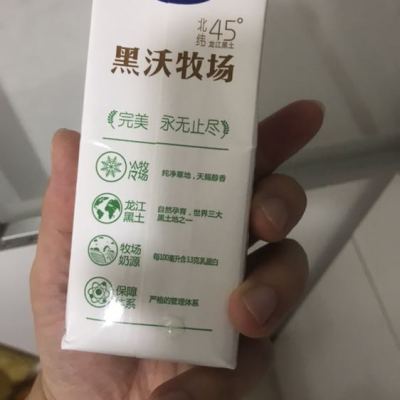 北纬45°
龙江黑土
黑沃牧场
完美 永无止尽
冷牧牧场
纯净草地,天赐醇香
龙江黑土
自然孕育,世界三大
黑土地之一
牧场奶源
每100毫升含3.3克乳蛋白
保障体系
严格的管理体系